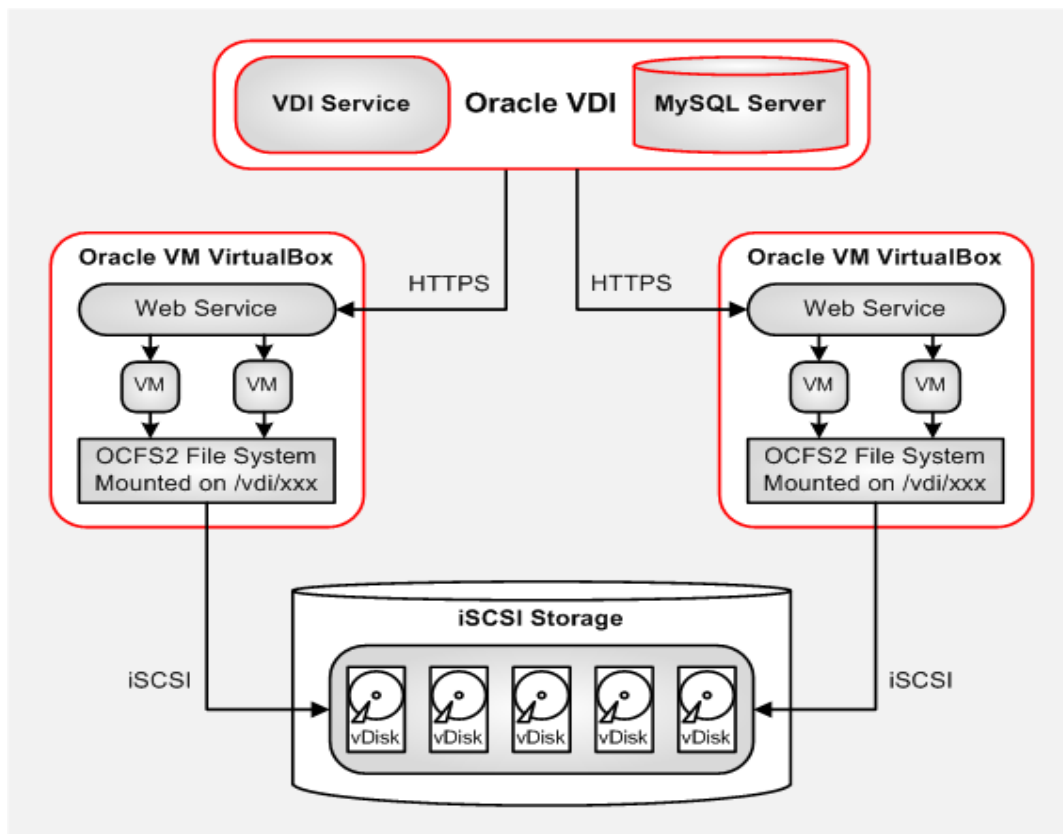 VDI Service
Oracle VDI
MySQL Server
Oracle VM VirtualBox
HTTPS
HTTPS
Oracle VM VirtualBox
Web Service
Web Service
VM
VM
VM
VM
OCFS2 File System
Mounted on /vdi/xxx
OCFS2 File System
Mounted on /vdi/xxx
iSCSI Storage
iSCSI
iSCSI
vDisk
vDisk
vDisk
vDisk
vDisk